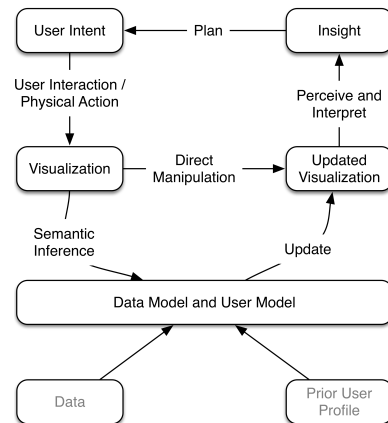 User Intent
Plan
Insight
User Interaction /
Physical Action
Perceive and
Interpret
Visualization
Direct
Manipulation
Updated
Visualization
Semantic
Inference
Update
Data Model and User Model
Data
Prior User
Profile